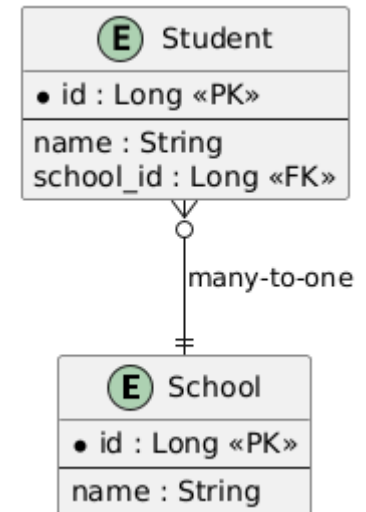 E Student
id : Long «PK»
name : String
school_id : Long «FK»
many-to-one
E School
id : Long «PK»
name : String